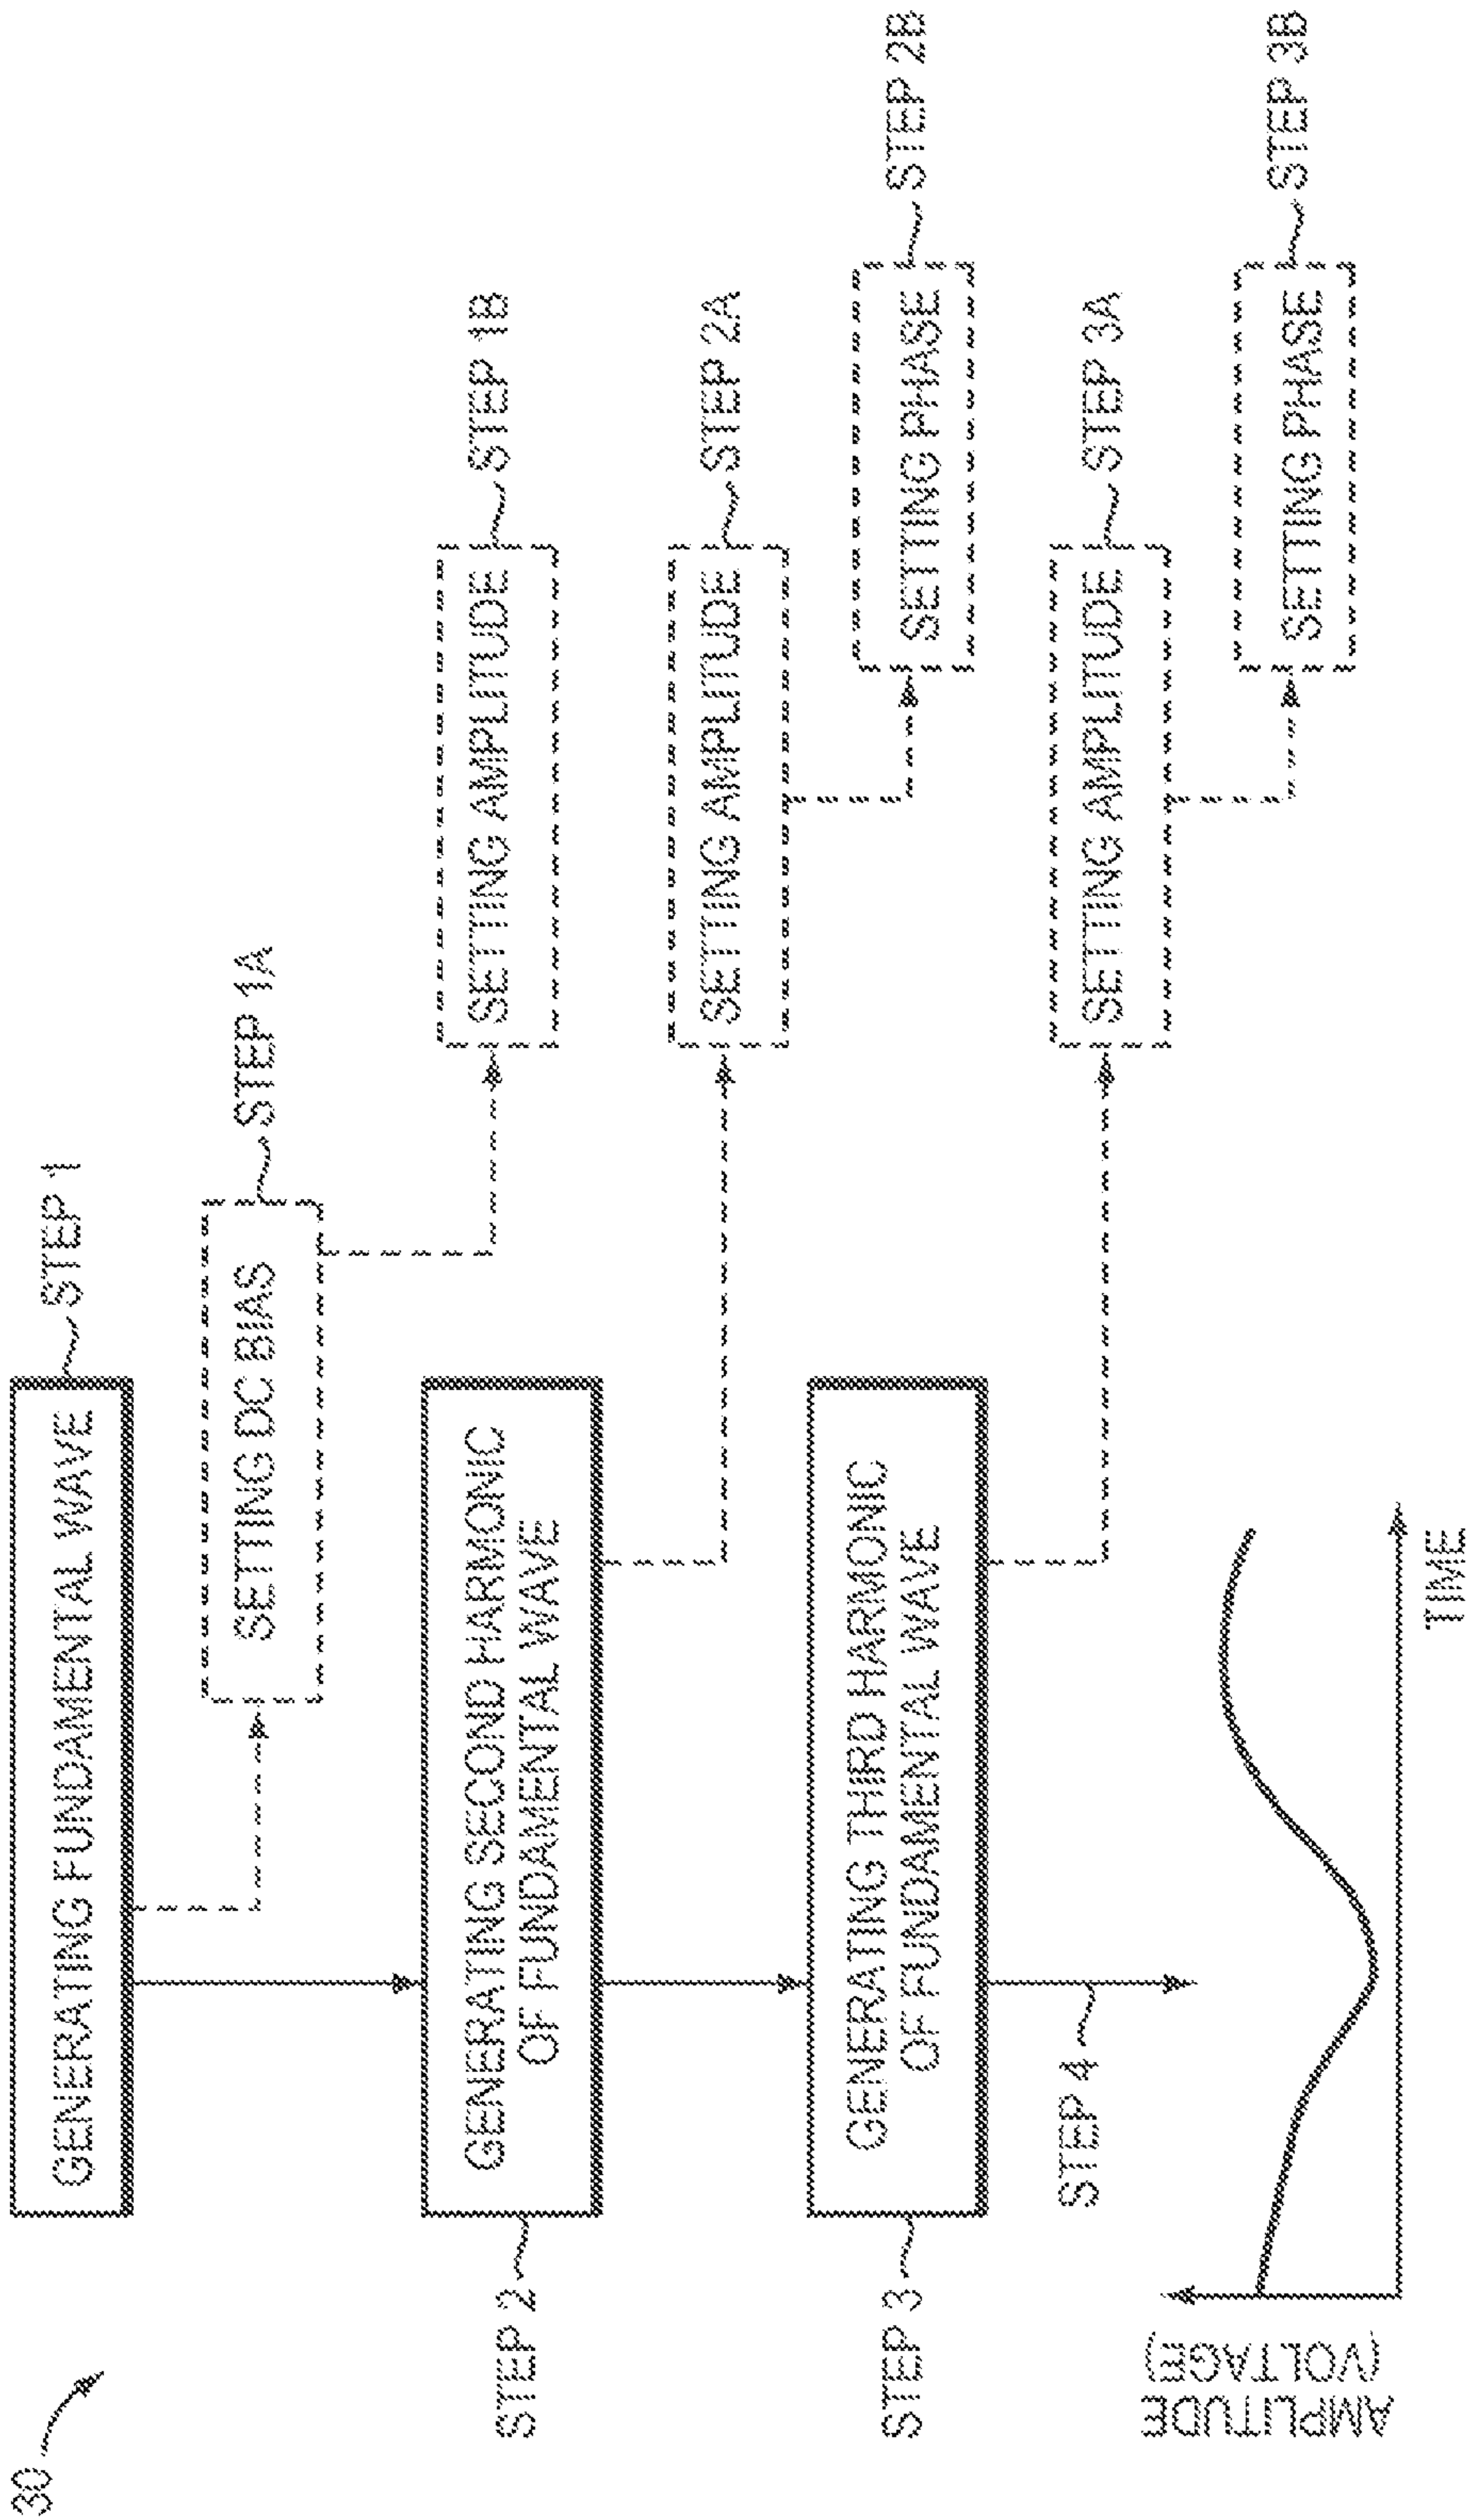 30
GENERATING FUNDAMENTAL WAVE
STEP 1
SETTING DC BIAS
STEP 1A
SETTING AMPLITUDE
STEP 1B
STEP 2
GENERATING SECOND HARMONIC
OF FUNDAMENTAL WAVE
SETTING AMPLITUDE
STEP 2A
SETTING PHASE
STEP 2B
STEP 3
GENERATING THIRD HARMONIC
OF FUNDAMENTAL WAVE
SETTING AMPLITUDE
STEP 3A
SETTING PHASE
STEP 3B
STEP 4
AMPLITUDE
(VOLTAGE)
TIME